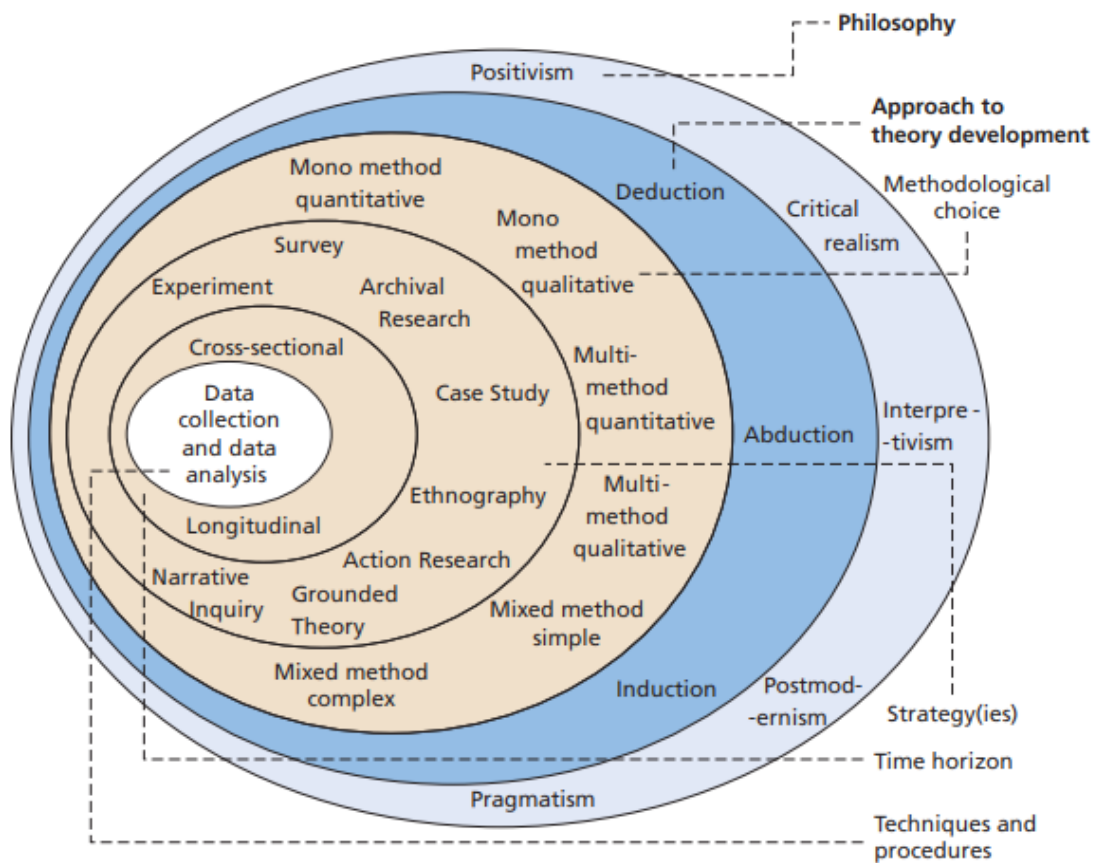 Philosophy
Positivism
Approach to
theory development
Mono method
quantitative
Deduction
Methodological
choice
Mono
method
qualitative
Critical
realism
Survey
Experiment
Archival
Research
Cross-sectional
Data
collection
and data
analysis
Case Study
Multi-
method
quantitative
Abduction
Interpre -
-tivism
Ethnography
Multi-
method
qualitative
Longitudinal
Action Research
Narrative
Inquiry
Grounded
Theory
Mixed method
simple
Mixed method
complex
Induction
Postmod-
-ernism
Strategy(ies)
Time horizon
Pragmatism
Techniques and
procedures